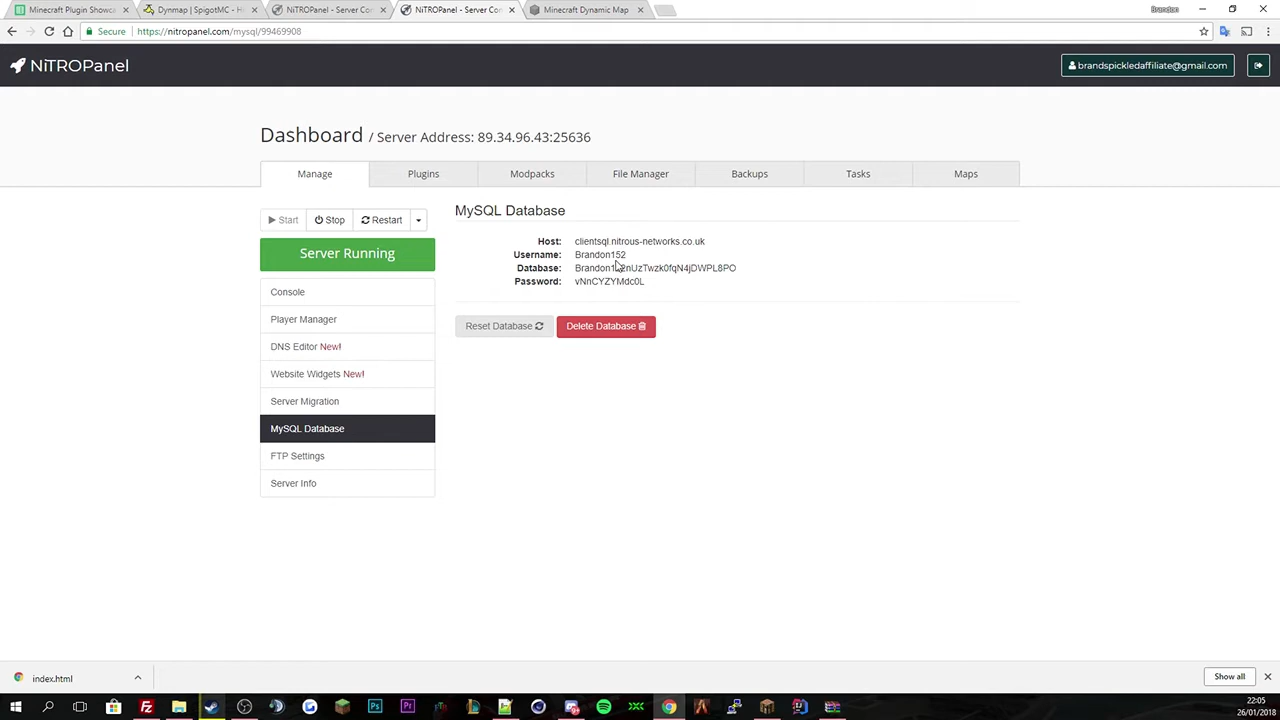 Minecraft Plugin Showca
Dynmap | SpigotMC - H
NiTROPanel - Server Con
NiTROPanel - Server Con
Minecraft Dynamic Map
Brandon
Secure
https://nitropanel.com/mysql/99469908
NiTROPanel
brandspickledaffiliate@gmail.com
Dashboard / Server Address: 89.34.96.43:25636
Manage
Plugins
Modpacks
File Manager
Backups
Tasks
Maps
Start
Stop
Restart
Server Running
Console
Player Manager
DNS Editor New!
Website Widgets New!
Server Migration
MySQL Database
FTP Settings
Server Info
MySQL Database
Host: clientsql.nitrous-networks.co.uk
Username: Brandon152
Database:
Password: vNnCYZYMdc0L
Reset Database
Delete Database
index.html
Show all
22:05
26/01/2018